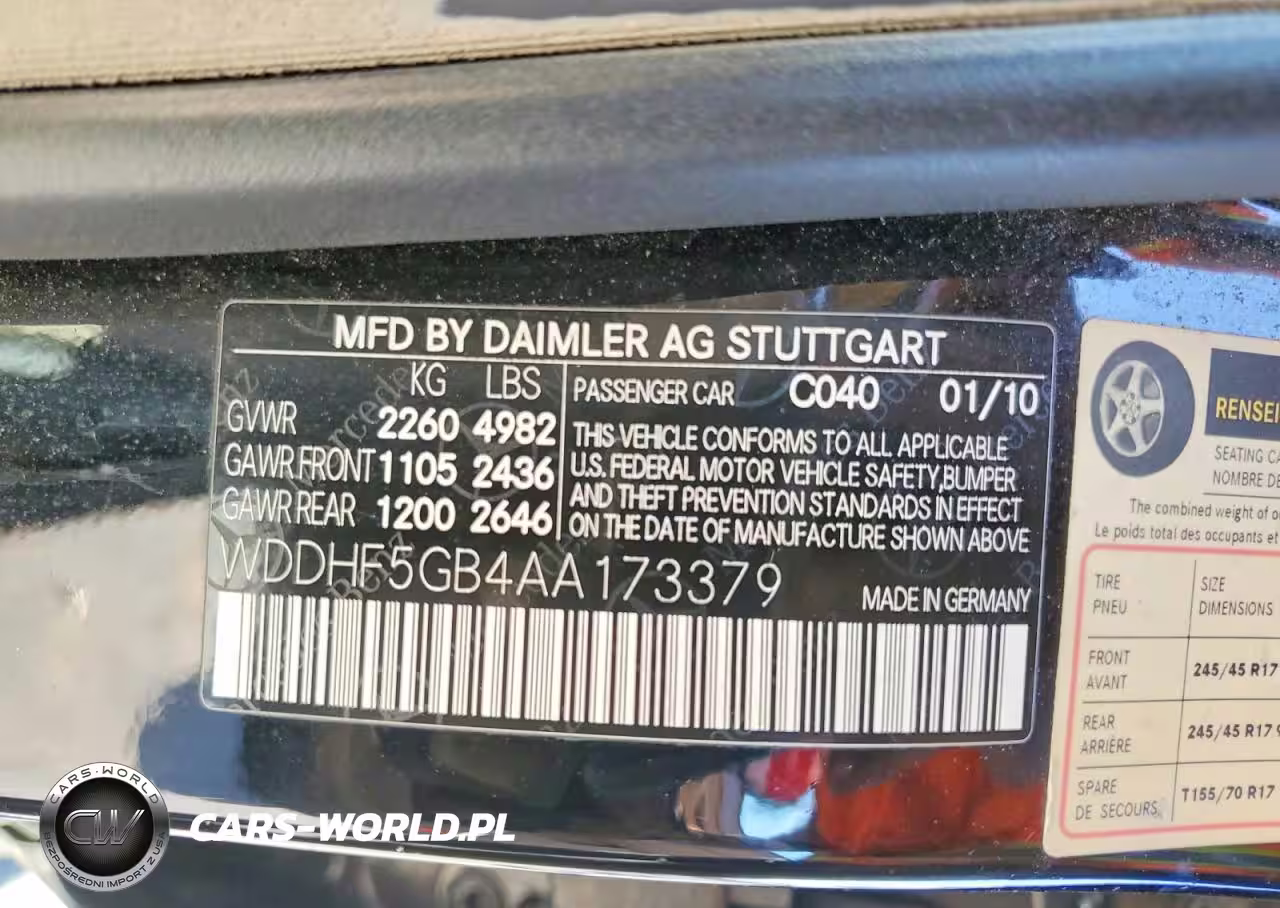 MFD BY DAIMLER AG STUTTGART
KG LBS
GVWR 2260 4982
GAWR FRONT 1105 2436
GAWR REAR 1200 2646
PASSENGER CAR C040 01/10
THIS VEHICLE CONFORMS TO ALL APPLICABLE
U.S. FEDERAL MOTOR VEHICLE SAFETY, BUMPER
AND THEFT PREVENTION STANDARDS IN EFFECT
ON THE DATE OF MANUFACTURE SHOWN ABOVE
WDDHF5GB4AA173379
MADE IN GERMANY
SEATING
NOMBRE DE
The combined weight of
Le poids total des occupants et
TIRE SIZE
PNEU DIMENSIONS
FRONT
AVANT 245/45 R17
REAR
ARRIÈRE 245/45 R17
SPARE
DE SECOURS T155/70 R17
CARS-WORLD
CW
BEZPOŚREDNI IMPORT Z USA
CARS-WORLD.PL